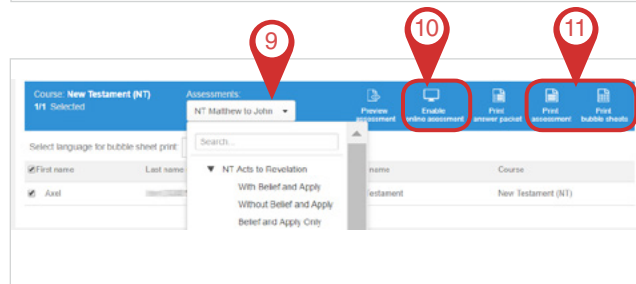 9
10
11
Course: New Testament (NT)
1/1 Selected
Assessments:
NT Matthew to John
Preview assessment
Enable online assessment
Print answer packet
Print assessment
Print bubble sheets
Select language for bubble sheet print:
Search...
First name
Last name
name
Course
NT Acts to Revelation
With Belief and Apply
Without Belief and Apply
Belief and Apply Only
Axel
Testament
New Testament (NT)